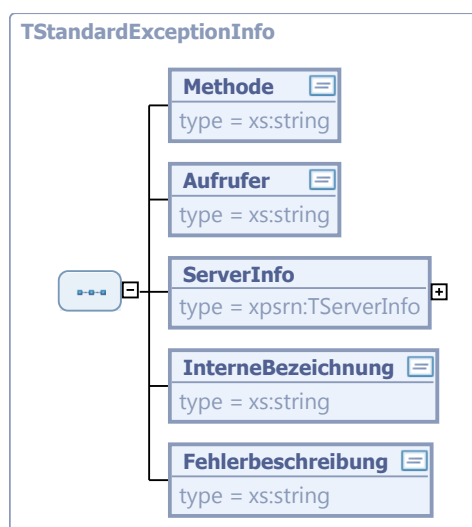 TStandardExceptionInfo
Methode
type = xs:string
Aufrufer
type = xs:string
ServerInfo
type = xpsrn:TServerInfo
InterneBezeichnung
type = xs:string
Fehlerbeschreibung
type = xs:string